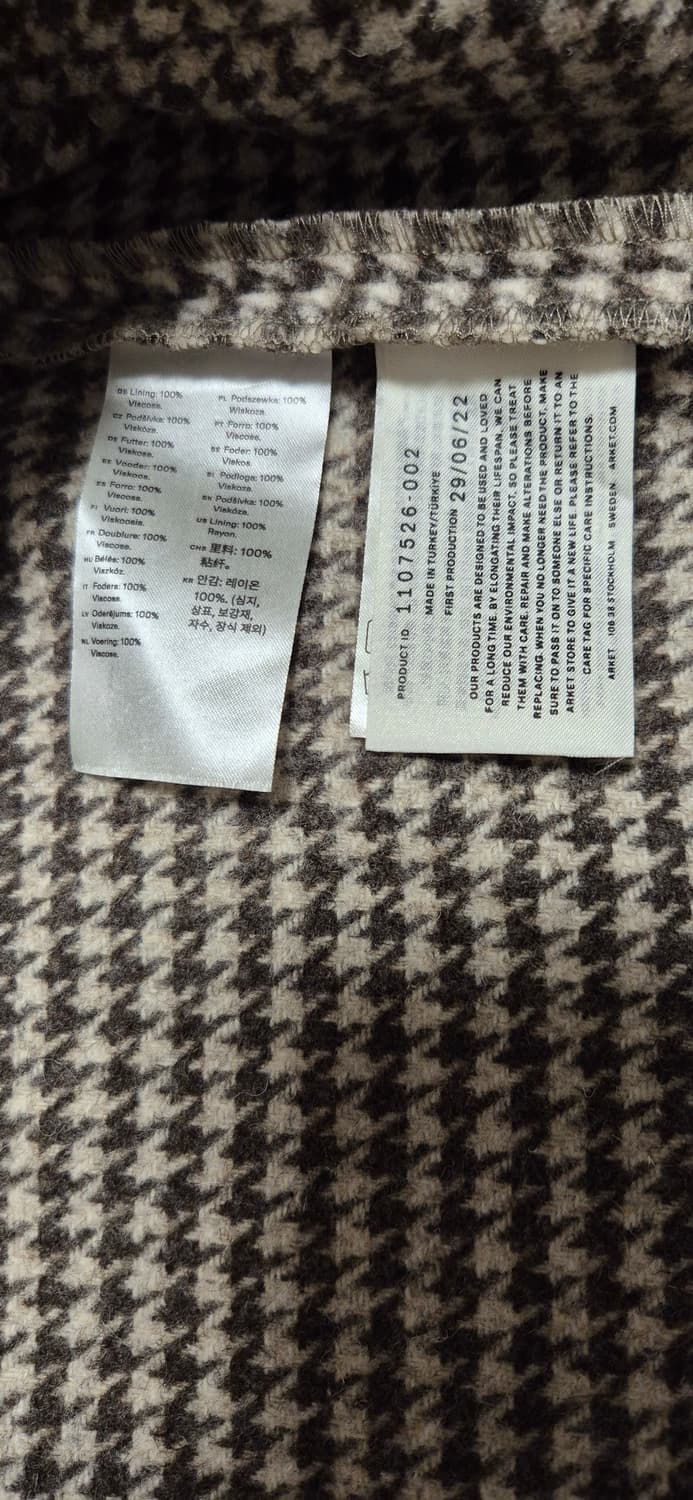 GB Lining: 100%
Viscose.
CZ Podšívka: 100%
Viskóza.
DE Futter: 100%
Viskose.
EE Vooder: 100%
Viskoos.
ES Forro: 100%
Viscosa.
FI Vuori: 100%
Viskoosia.
FR Doublure: 100%
Viscose.
HU Bélés: 100%
Viszkóz.
IT Fodera: 100%
Viscosa.
LV Oderējums: 100%
Viskoze.
NL Voering: 100%
Viscose.
PL Podszewka: 100%
Wiskoza.
PT Forro: 100%
Viscose.
SE Foder: 100%
Viskos.
SI Podloga: 100%
Viskoza.
SK Podšívka: 100%
Viskóza.
US Lining: 100%
Rayon.
CHS 里料: 100%
粘纤。
KR 안감: 레이온
100%. (심지,
상표, 보강재,
자수, 장식 제외)
PRODUCT ID 1107526-002
MADE IN TURKEY/TÜRKIYE
FIRST PRODUCTION 29/06/22
OUR PRODUCTS ARE DESIGNED TO BE USED AND LOVED
FOR A LONG TIME. BY ELONGATING THEIR LIFESPAN, WE CAN
REDUCE OUR ENVIRONMENTAL IMPACT, SO PLEASE TREAT
THEM WITH CARE, REPAIR AND MAKE ALTERATIONS BEFORE
REPLACING. WHEN YOU NO LONGER NEED THE PRODUCT, MAKE
SURE TO PASS IT ON TO SOMEONE ELSE OR RETURN IT TO AN
ARKET STORE TO GIVE IT A NEW LIFE. PLEASE REFER TO THE
CARE TAG FOR SPECIFIC CARE INSTRUCTIONS.
ARKET 106 38 STOCKHOLM SWEDEN ARKET.COM